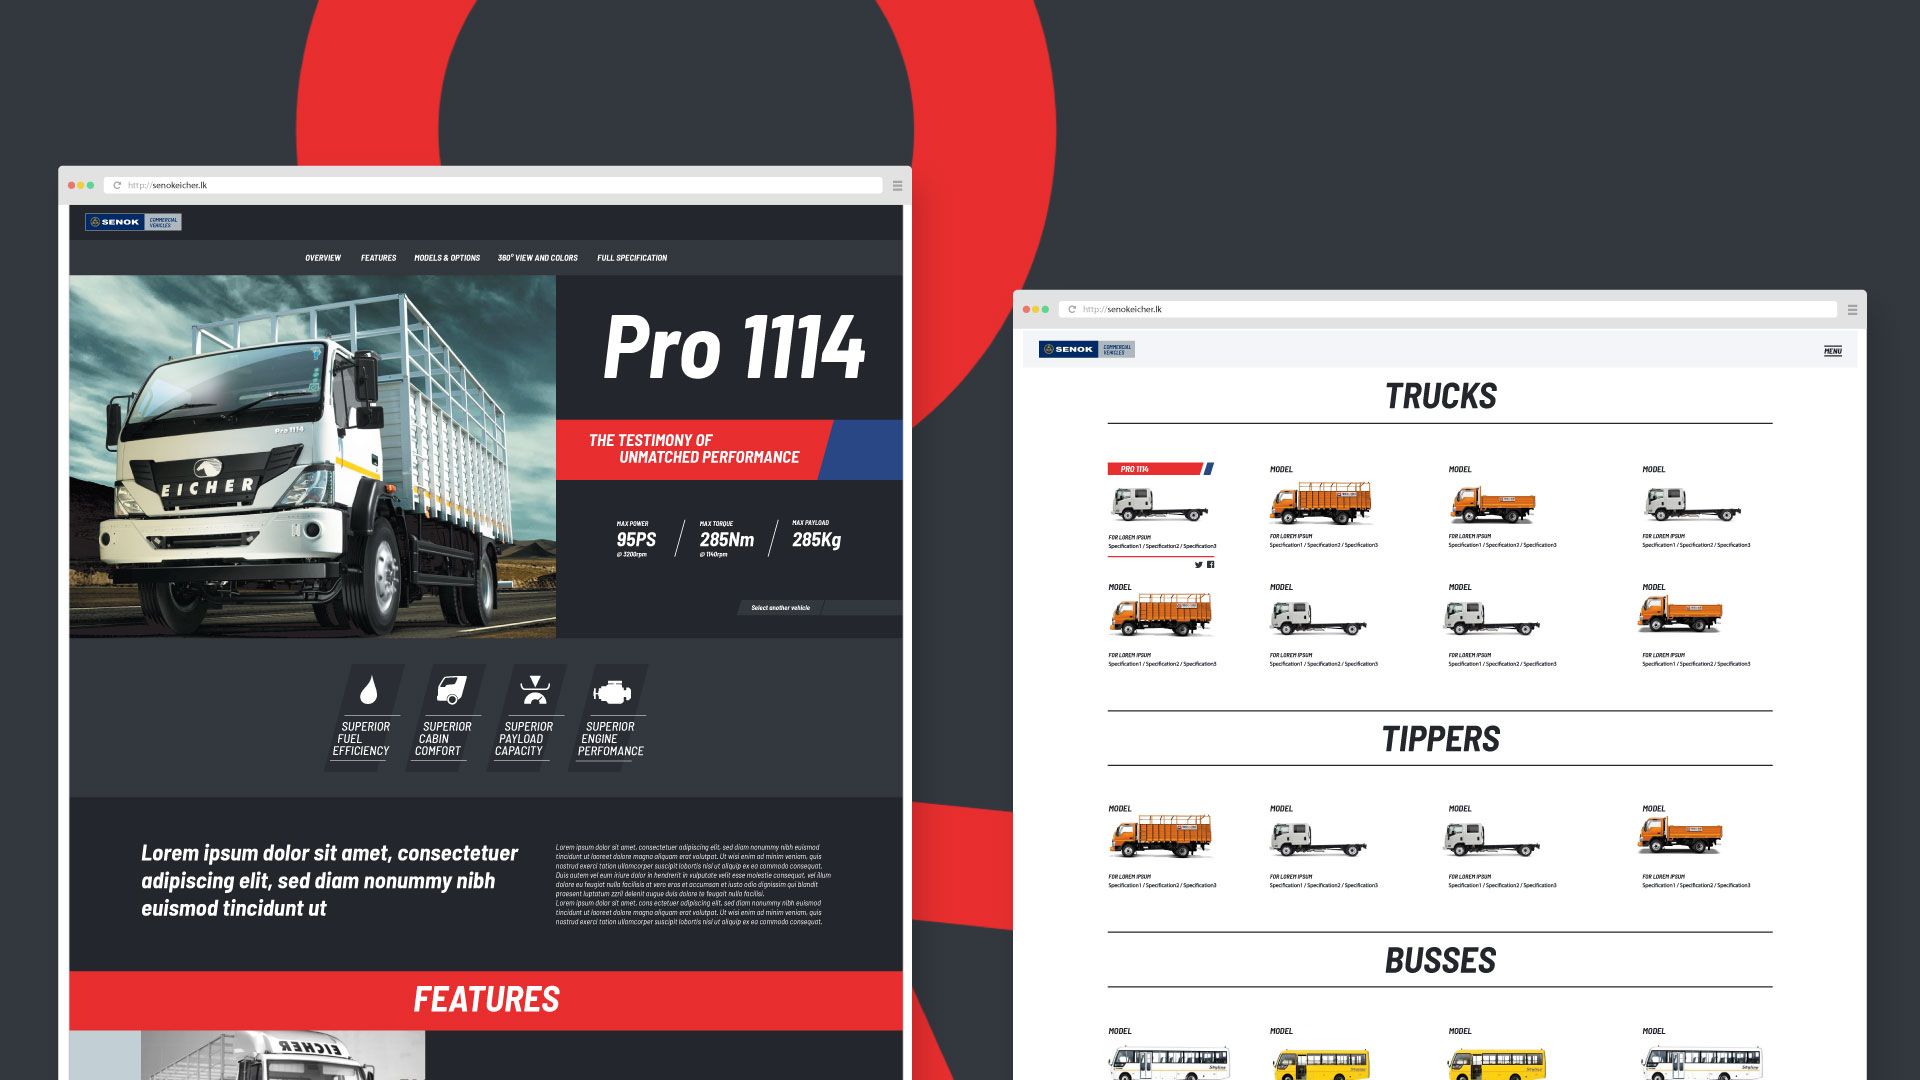 http://senokeicher.lk
SENOK COMMERCIAL VEHICLES
OVERVIEW FEATURES MODELS & OPTIONS 360° VIEW AND COLORS FULL SPECIFICATION
Pro 1114
EICHER
Pro 1114
THE TESTIMONY OF
UNMATCHED PERFORMANCE
MAX POWER
95PS
@ 3200rpm
MAX TORQUE
285Nm
@ 1140rpm
MAX PAYLOAD
285Kg
Select another vehicle
SUPERIOR
FUEL
EFFICIENCY
SUPERIOR
CABIN
COMFORT
SUPERIOR
PAYLOAD
CAPACITY
SUPERIOR
ENGINE
PERFOMANCE
Lorem ipsum dolor sit amet, consectetuer
adipiscing elit, sed diam nonummy nibh
euismod tincidunt ut
Lorem ipsum dolor sit amet, consectetuer adipiscing elit, sed diam nonummy nibh euismod
tincidunt ut laoreet dolore magna aliquam erat volutpat. Ut wisi enim ad minim veniam, quis
nostrud exerci tation ullamcorper suscipit lobortis nisl ut aliquip ex ea commodo consequat.
Duis autem vel eum iriure dolor in hendrerit in vulputate velit esse molestie consequat, vel illum
dolore eu feugiat nulla facilisis at vero eros et accumsan et iusto odio dignissim qui blandit
praesent luptatum zzril delenit augue duis dolore te feugait nulla facilisi.
Lorem ipsum dolor sit amet, cons ectetuer adipiscing elit, sed diam nonummy nibh euismod
tincidunt ut laoreet dolore magna aliquam erat volutpat. Ut wisi enim ad minim veniam, quis
nostrud exerci tation ullamcorper suscipit lobortis nisl ut aliquip ex ea commodo consequat.
FEATURES
EICHER
http://senokeicher.lk
SENOK COMMERCIAL VEHICLES
MENU
TRUCKS
PRO 1114 MODEL MODEL MODEL
FOR LOREM IPSUM FOR LOREM IPSUM FOR LOREM IPSUM FOR LOREM IPSUM
Specification1 / Specification2 / Specification3 Specification1 / Specification2 / Specification3 Specification1 / Specification2 / Specification3 Specification1 / Specification2 / Specification3
MODEL MODEL MODEL MODEL
FOR LOREM IPSUM FOR LOREM IPSUM FOR LOREM IPSUM FOR LOREM IPSUM
Specification1 / Specification2 / Specification3 Specification1 / Specification2 / Specification3 Specification1 / Specification2 / Specification3 Specification1 / Specification2 / Specification3
TIPPERS
MODEL MODEL MODEL MODEL
FOR LOREM IPSUM FOR LOREM IPSUM FOR LOREM IPSUM FOR LOREM IPSUM
Specification1 / Specification2 / Specification3 Specification1 / Specification2 / Specification3 Specification1 / Specification2 / Specification3 Specification1 / Specification2 / Specification3
BUSSES
MODEL MODEL MODEL MODEL
Skyline Skyline Skyline Skyline